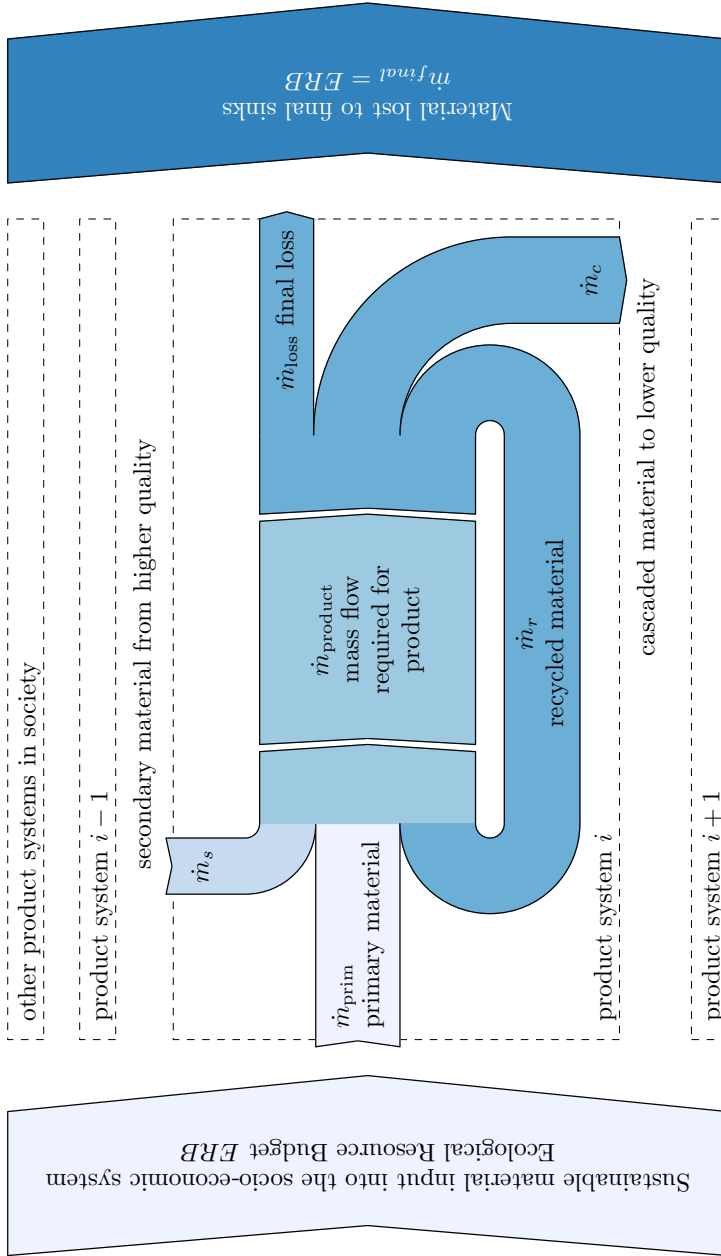 Material lost to final sinks
ṁ_final = ERB
other product systems in society
product system i − 1
secondary material from higher quality
ṁ_s
ṁ_loss final loss
ṁ_c
ṁ_product
mass flow
required for
product
ṁ_r
recycled material
cascaded material to lower quality
ṁ_prim
primary material
product system i
product system i + 1
Sustainable material input into the socio-economic system
Ecological Resource Budget ERB